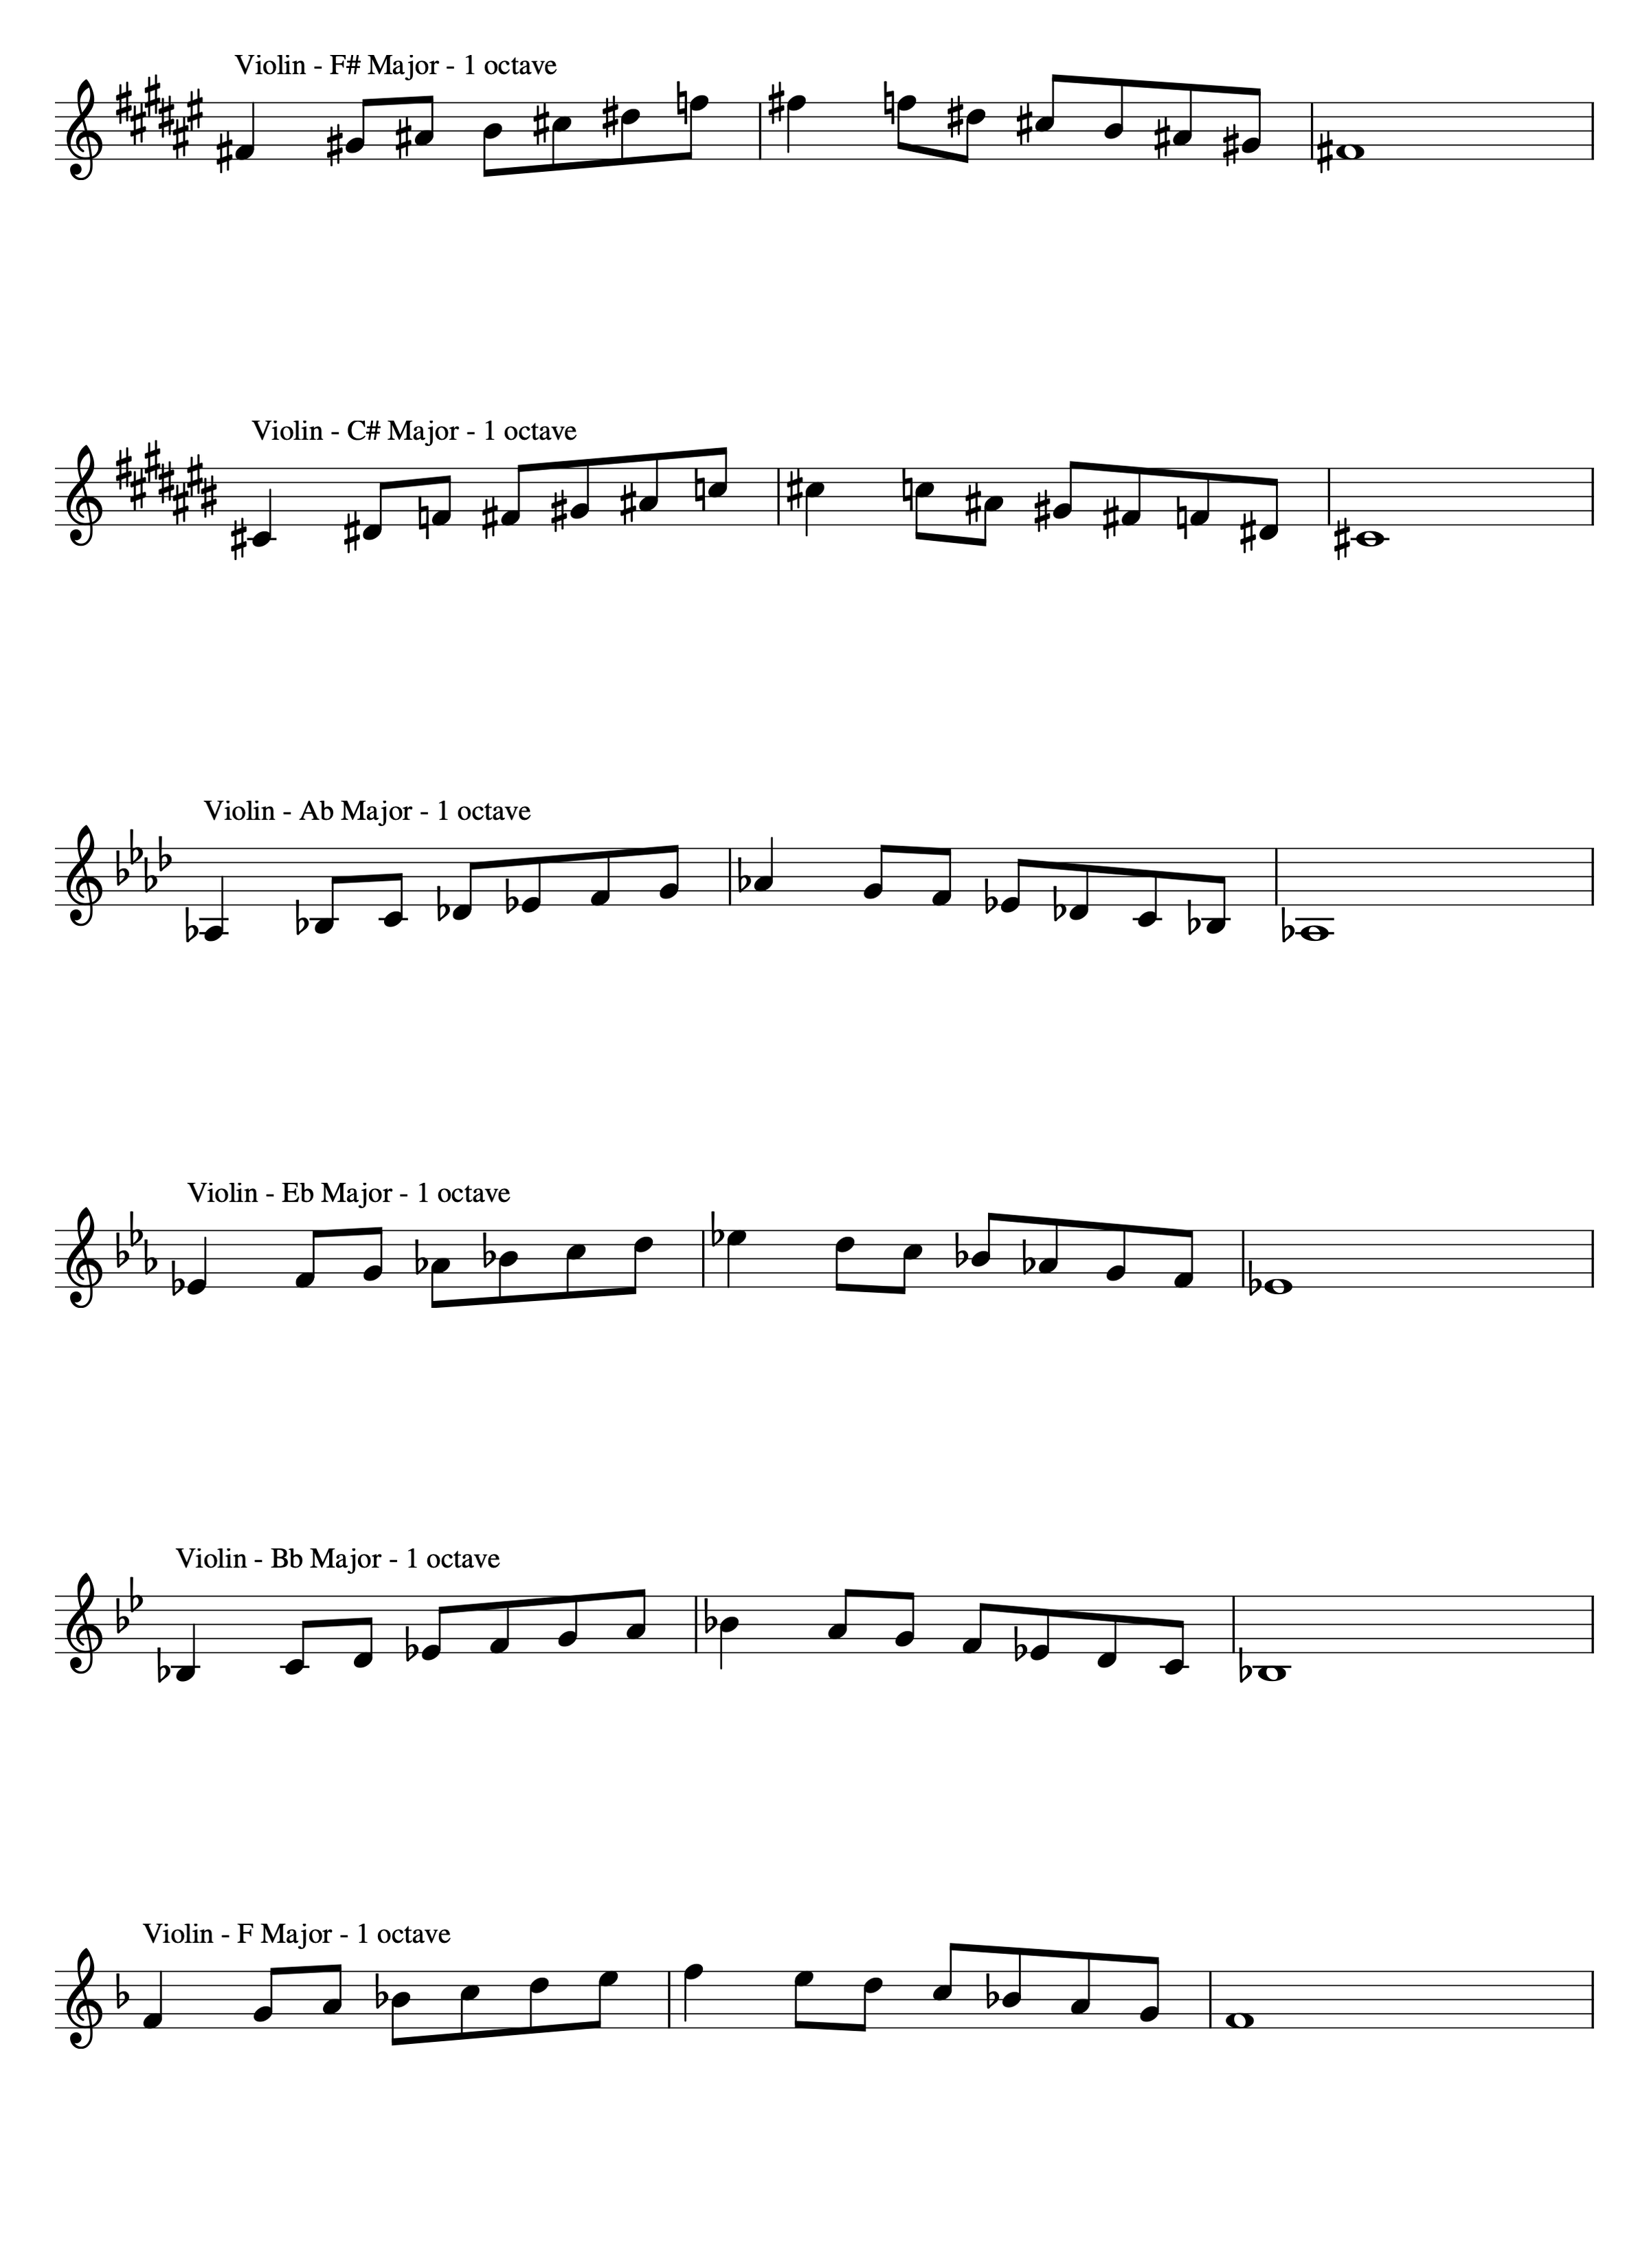 Violin - F# Major - 1 octave
Violin - C# Major - 1 octave
Violin - Ab Major - 1 octave
Violin - Eb Major - 1 octave
Violin - Bb Major - 1 octave
Violin - F Major - 1 octave